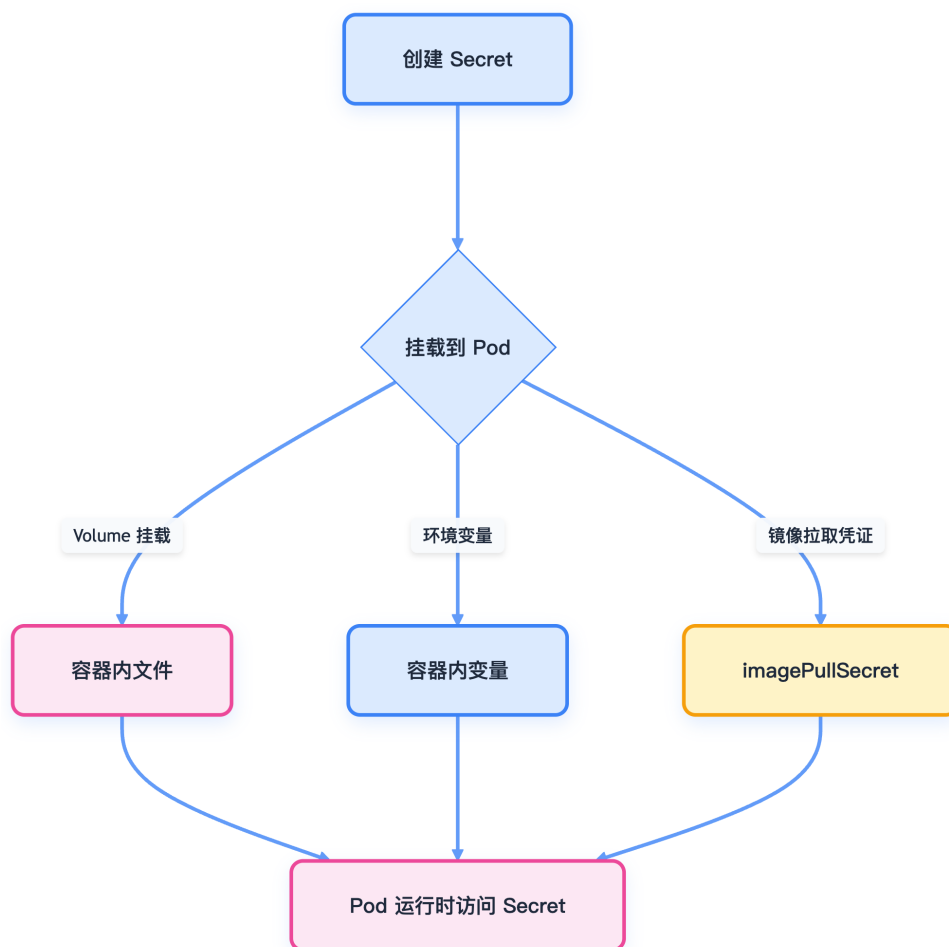 创建 Secret
挂载到 Pod
Volume 挂载
环境变量
镜像拉取凭证
容器内文件
容器内变量
imagePullSecret
Pod 运行时访问 Secret